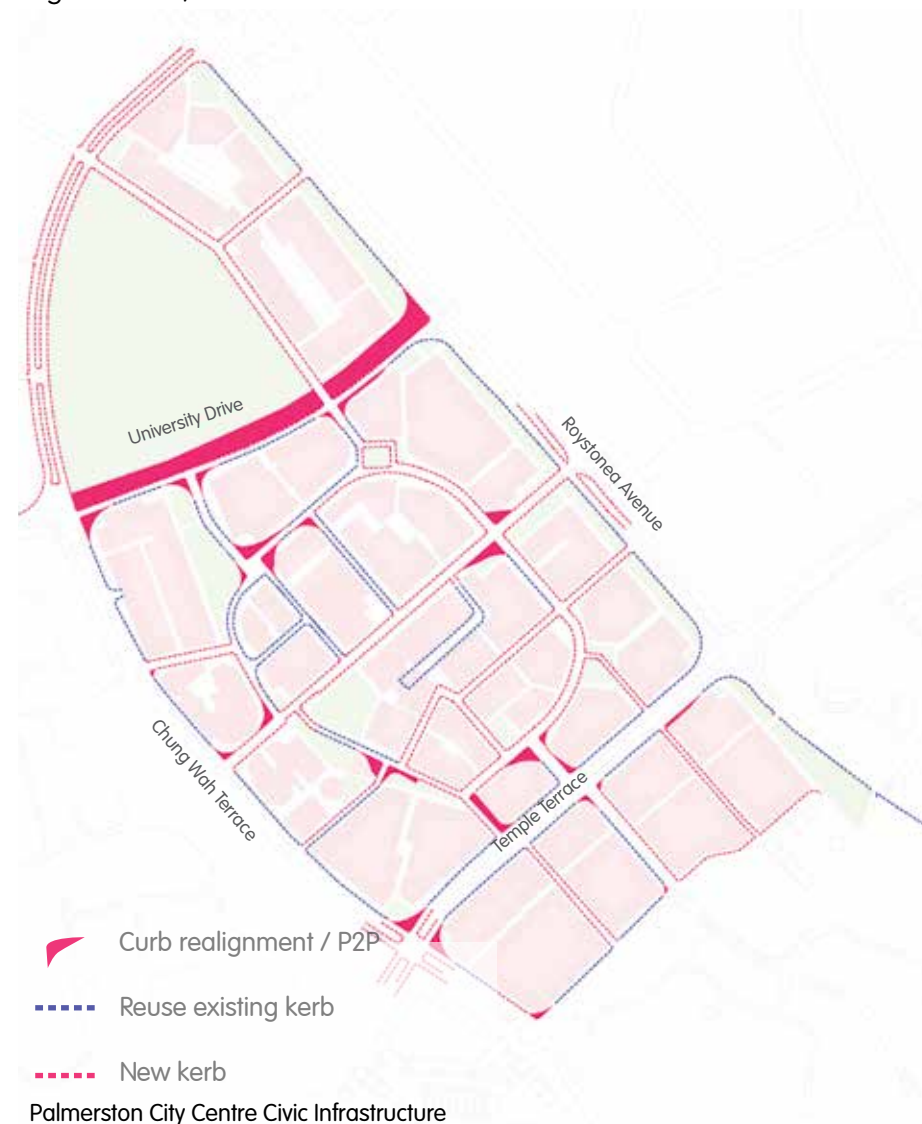 University Drive
Roystonea Avenue
Chung Wah Terrace
Temple Terrace
Curb realignment / P2P
Reuse existing kerb
New kerb
Palmerston City Centre Civic Infrastructure